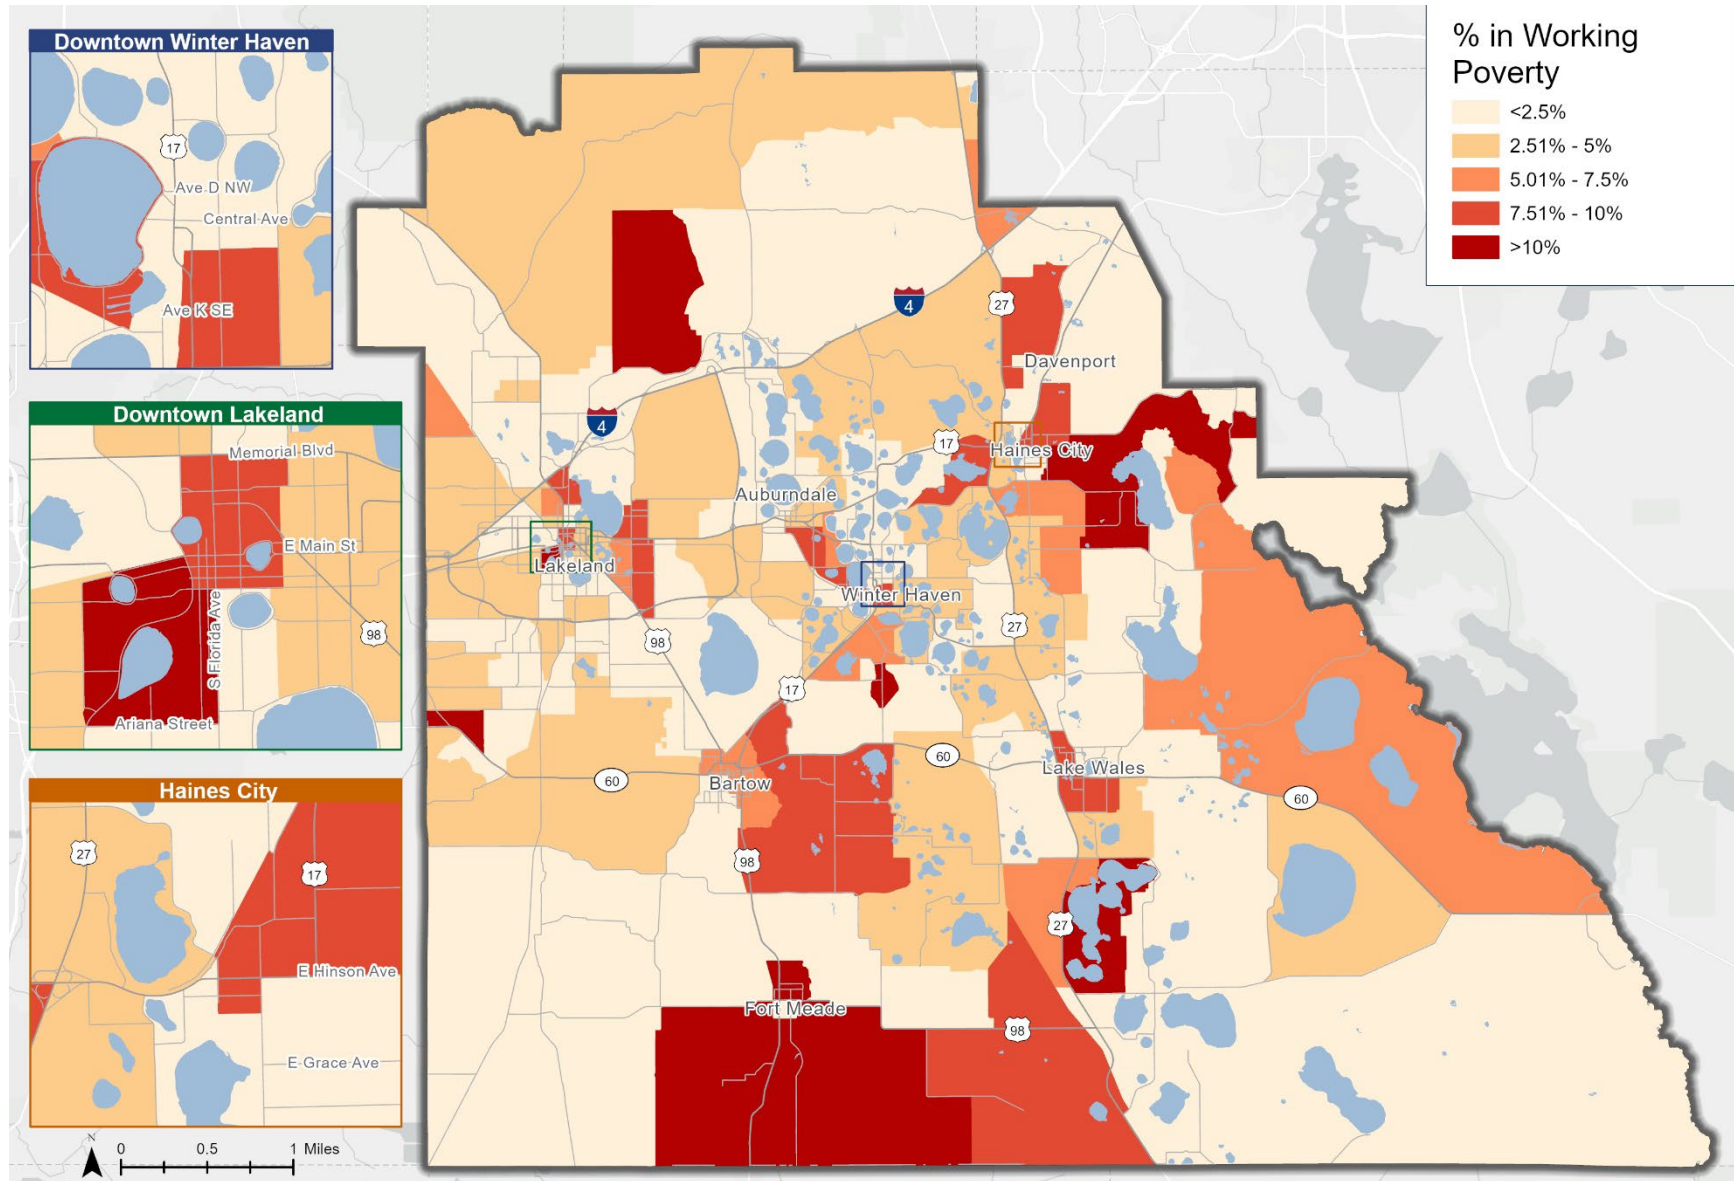 Downtown Winter Haven
17
Ave D NW
Central Ave
Ave K SE
Downtown Lakeland
Memorial Blvd
E Main St
S Florida Ave
98
Ariana Street
Haines City
27
17
E Hinson Ave
E Grace Ave
N
0 0.5 1 Miles
% in Working
Poverty
<2.5%
2.51% - 5%
5.01% - 7.5%
7.51% - 10%
>10%
4
27
Davenport
4
17
Haines City
Auburndale
Lakeland
Winter Haven
27
98
17
60
Lake Wales
60
Bartow
60
98
27
Fort Meade
98